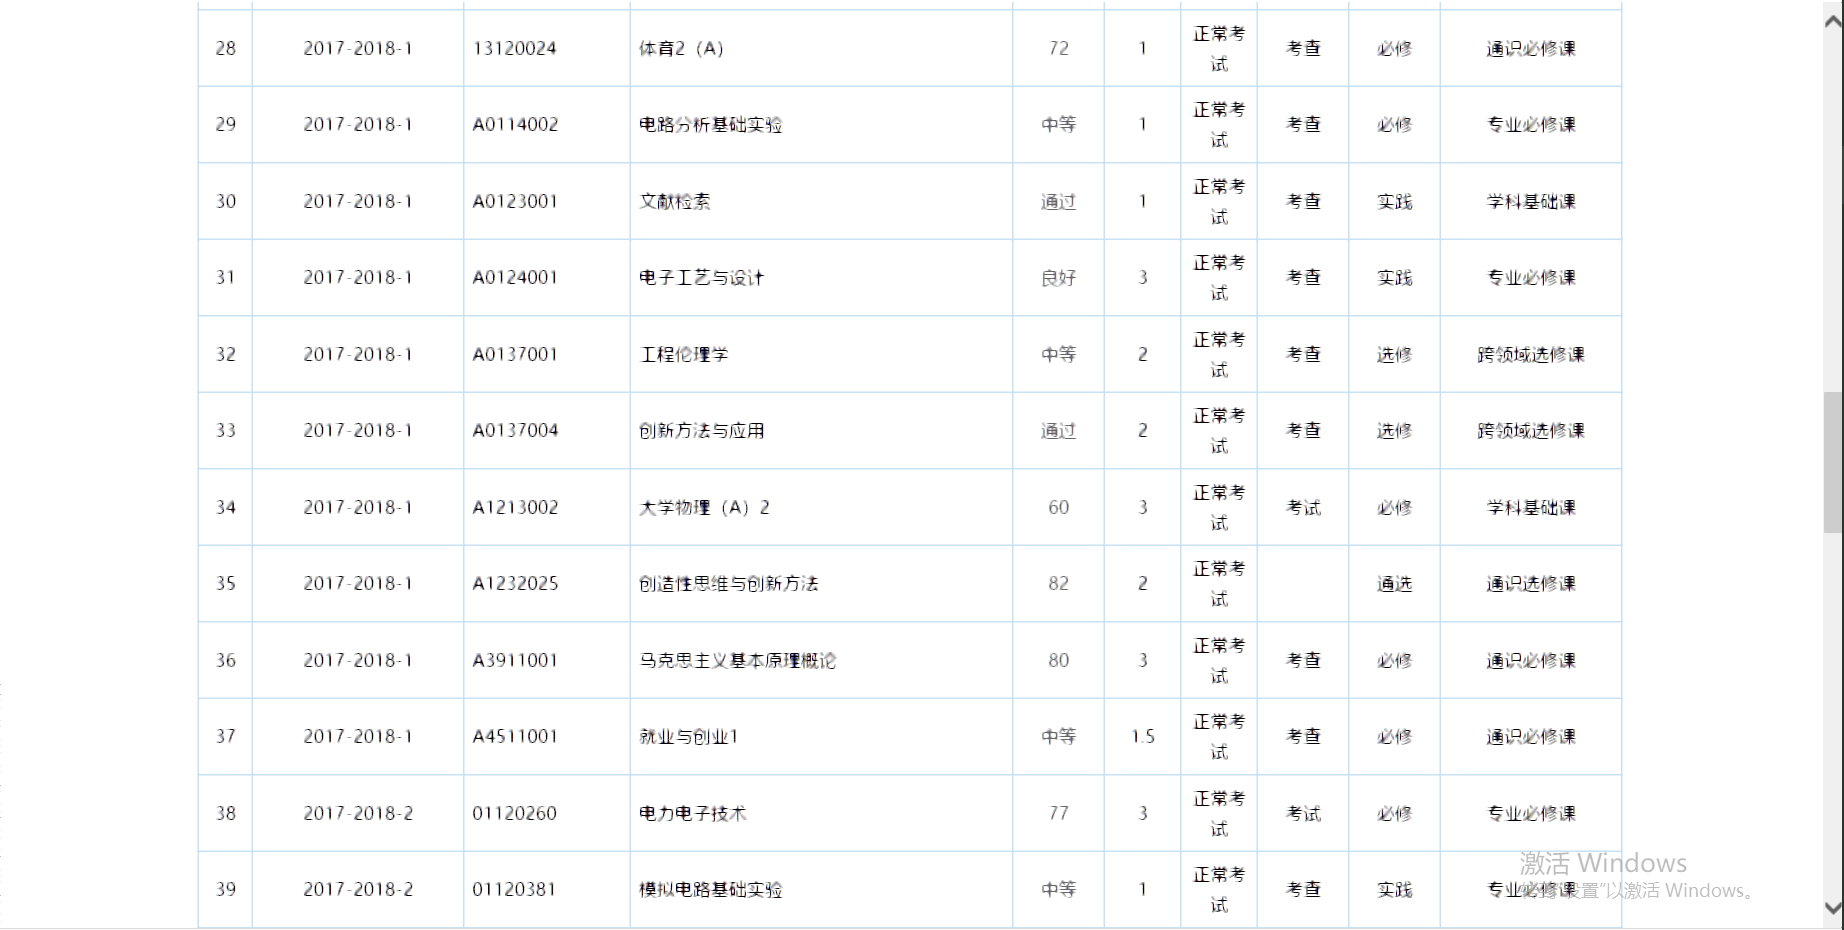 28 2017-2018-1 13120024 体育2（A） 72 1 正常考试 考查 必修 通识必修课
29 2017-2018-1 A0114002 电路分析基础实验 中等 1 正常考试 考查 必修 专业必修课
30 2017-2018-1 A0123001 文献检索 通过 1 正常考试 考查 实践 学科基础课
31 2017-2018-1 A0124001 电子工艺与设计 良好 3 正常考试 考查 实践 专业必修课
32 2017-2018-1 A0137001 工程伦理学 中等 2 正常考试 考查 选修 跨领域选修课
33 2017-2018-1 A0137004 创新方法与应用 通过 2 正常考试 考查 选修 跨领域选修课
34 2017-2018-1 A1213002 大学物理（A）2 60 3 正常考试 考试 必修 学科基础课
35 2017-2018-1 A1232025 创造性思维与创新方法 82 2 正常考试 通选 通识选修课
36 2017-2018-1 A3911001 马克思主义基本原理概论 80 3 正常考试 考查 必修 通识必修课
37 2017-2018-1 A4511001 就业与创业1 中等 1.5 正常考试 考查 必修 通识必修课
38 2017-2018-2 01120260 电力电子技术 77 3 正常考试 考试 必修 专业必修课
39 2017-2018-2 01120381 模拟电路基础实验 中等 1 正常考试 考查 实践 专业必修课
激活 Windows
置"以激活 Windows。